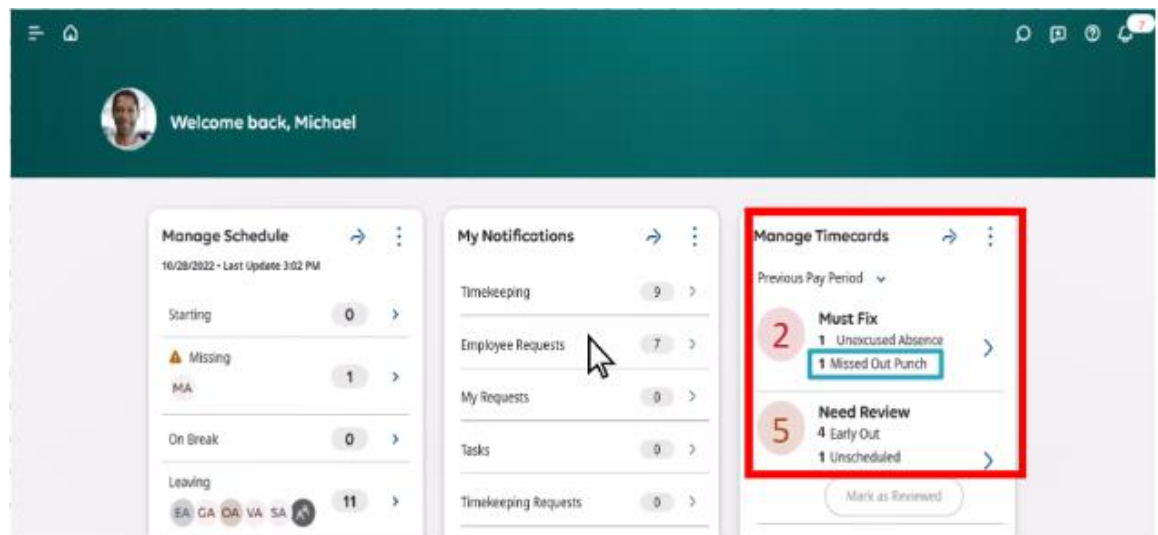 7
Welcome back, Michael
Manage Schedule
10/28/2022 • Last Update 3:02 PM
Starting 0
Missing
MA
1
On Break 0
Leaving
EA GA OA VA SA
11
My Notifications
Timekeeping 9
Employee Requests 7
My Requests 0
Tasks 0
Timekeeping Requests 0
Manage Timecards
Previous Pay Period
2
Must Fix
1 Unexcused Absence
1 Missed Out Punch
5
Need Review
4 Early Out
1 Unscheduled
Mark as Reviewed